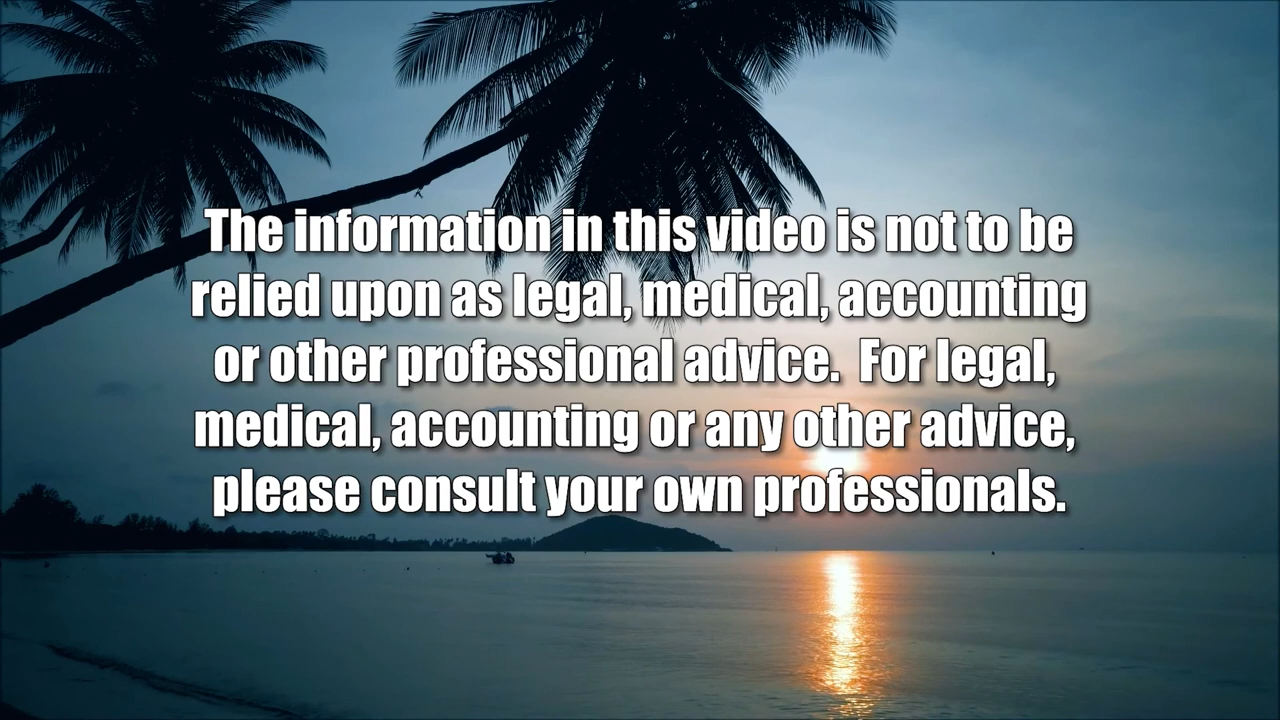 The information in this video is not to be
relied upon as legal, medical, accounting
or other professional advice.  For legal,
medical, accounting or any other advice,
please consult your own professionals.